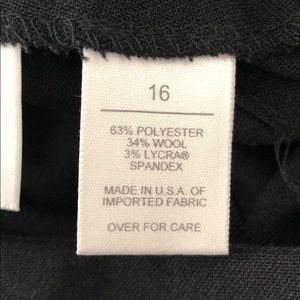 16
63% POLYESTER
34% WOOL
3% LYCRA®
SPANDEX
MADE IN U.S.A. OF
IMPORTED FABRIC
OVER FOR CARE